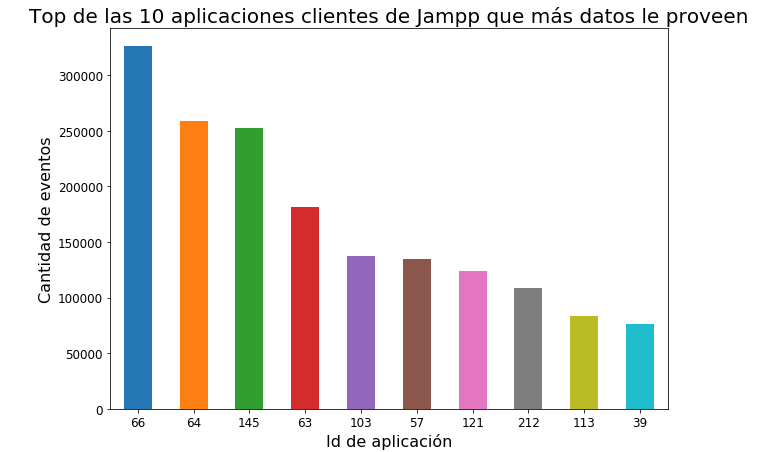 Top de las 10 aplicaciones clientes de Jampp que más datos le proveen
300000
250000
200000
150000
100000
50000
0
Cantidad de eventos
66 64 145 63 103 57 121 212 113 39
Id de aplicación